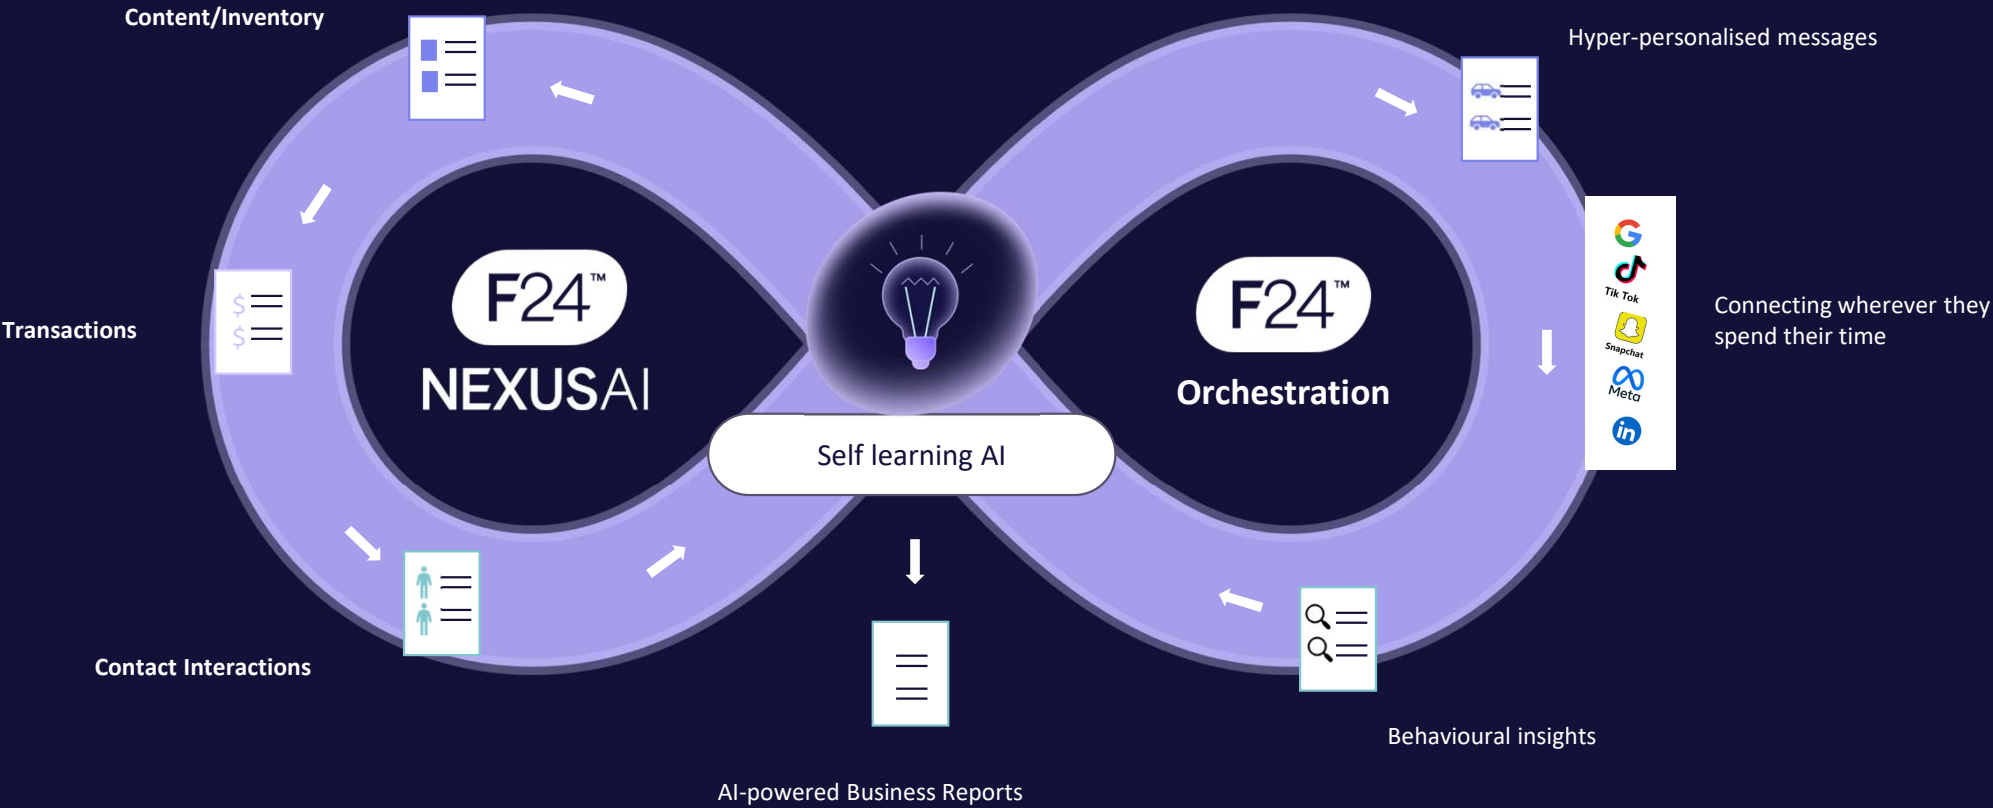 Content/Inventory
Hyper-personalised messages
$
$
Transactions
F24™
NEXUSAI
F24™
Orchestration
Tik Tok
Snapchat
Meta
in
Connecting wherever they
spend their time
Self learning AI
Contact Interactions
Behavioural insights
AI-powered Business Reports